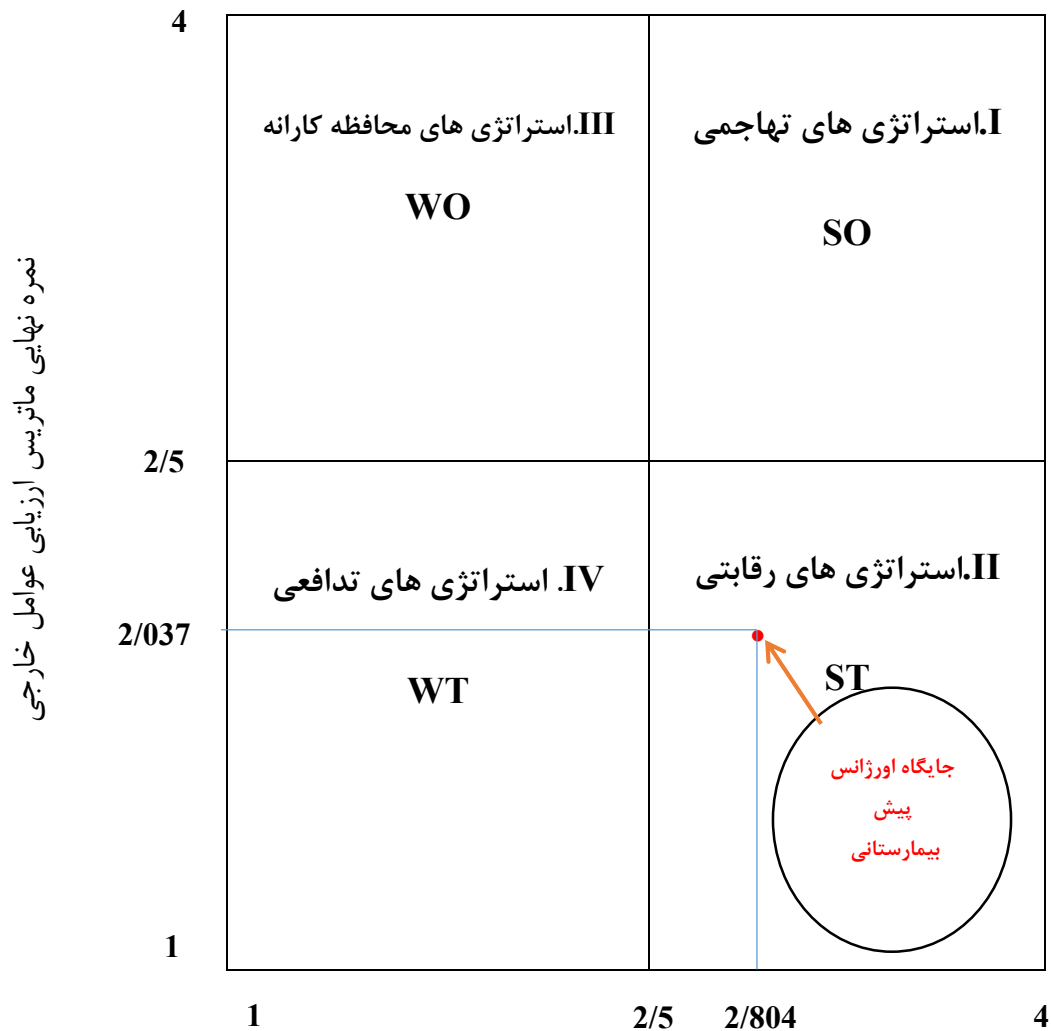 4
III.استراتژی های محافظه کارانه
WO
I.استراتژی های تهاجمی
SO
نمره نهایی ماتریس ارزیابی عوامل خارجی
2/5
IV. استراتژی های تدافعی
WT
II.استراتژی های رقابتی
ST
2/037
جایگاه اورژانس
پیش
بیمارستانی
1
1
2/5
2/804
4